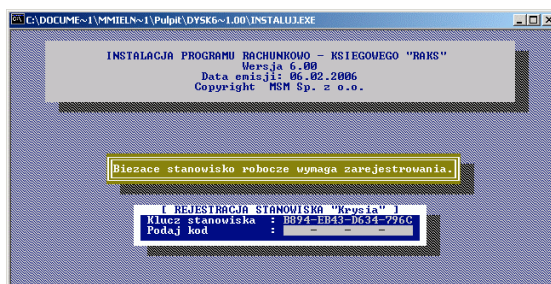 C:\DOCUME~1\MMIELN~1\Pulpit\DYSK6~1.00\INSTALUJ.EXE
INSTALACJA PROGRAMU RACHUNKOWO - KSIEGOWEGO "RAKS"
Wersja 6.00
Data emisji: 06.02.2006
Copyright MSM Sp. z o.o.
Biezace stanowisko robocze wymaga zarejestrowania.
[ REJESTRACJA STANOWISKA "Krysia" ]
Klucz stanowiska : B894-EB43-D634-796C
Podaj kod : - - -